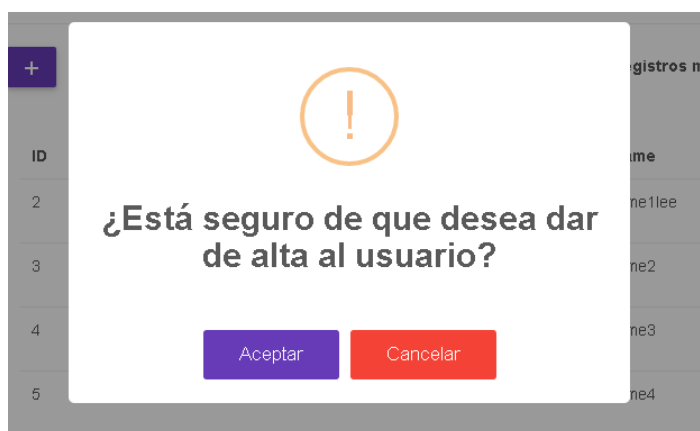 +
egistros m
ID
ame
2
me1lee
¿Está seguro de que desea dar
de alta al usuario?
3
me2
4
me3
Aceptar
Cancelar
5
me4